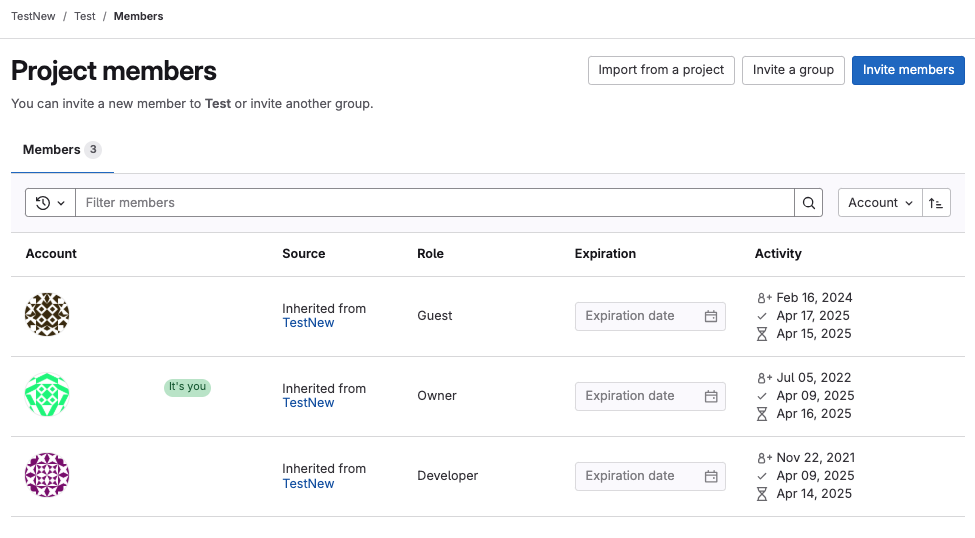 TestNew / Test / Members
Project members
Import from a project Invite a group Invite members
You can invite a new member to Test or invite another group.
Members 3
Filter members Account
Account Source Role Expiration Activity
Inherited from
TestNew
Guest
Expiration date
Feb 16, 2024
Apr 17, 2025
Apr 15, 2025
It's you
Inherited from
TestNew
Owner
Expiration date
Jul 05, 2022
Apr 09, 2025
Apr 16, 2025
Inherited from
TestNew
Developer
Expiration date
Nov 22, 2021
Apr 09, 2025
Apr 14, 2025